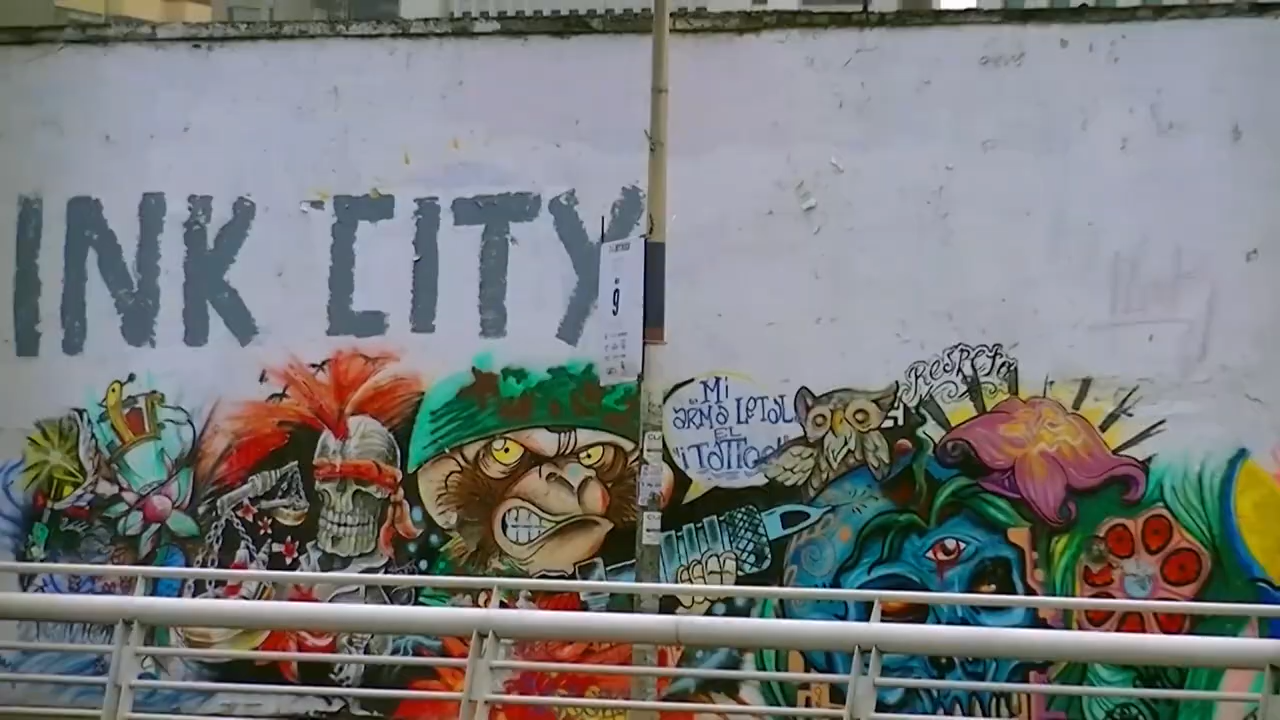 INK CITY
9
Mi
ARMA LETAL
EL
TATTOO
RESPETO